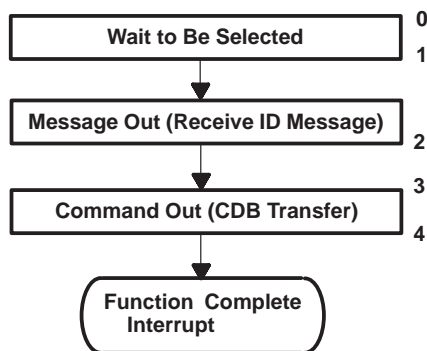 0
Wait to Be Selected
1
Message Out (Receive ID Message)
2
3
Command Out (CDB Transfer)
4
Function Complete
Interrupt